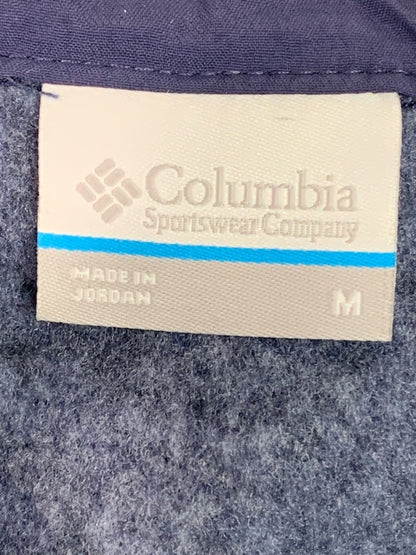 Columbia
Sportswear Company
MADE IN
JORDAN
M